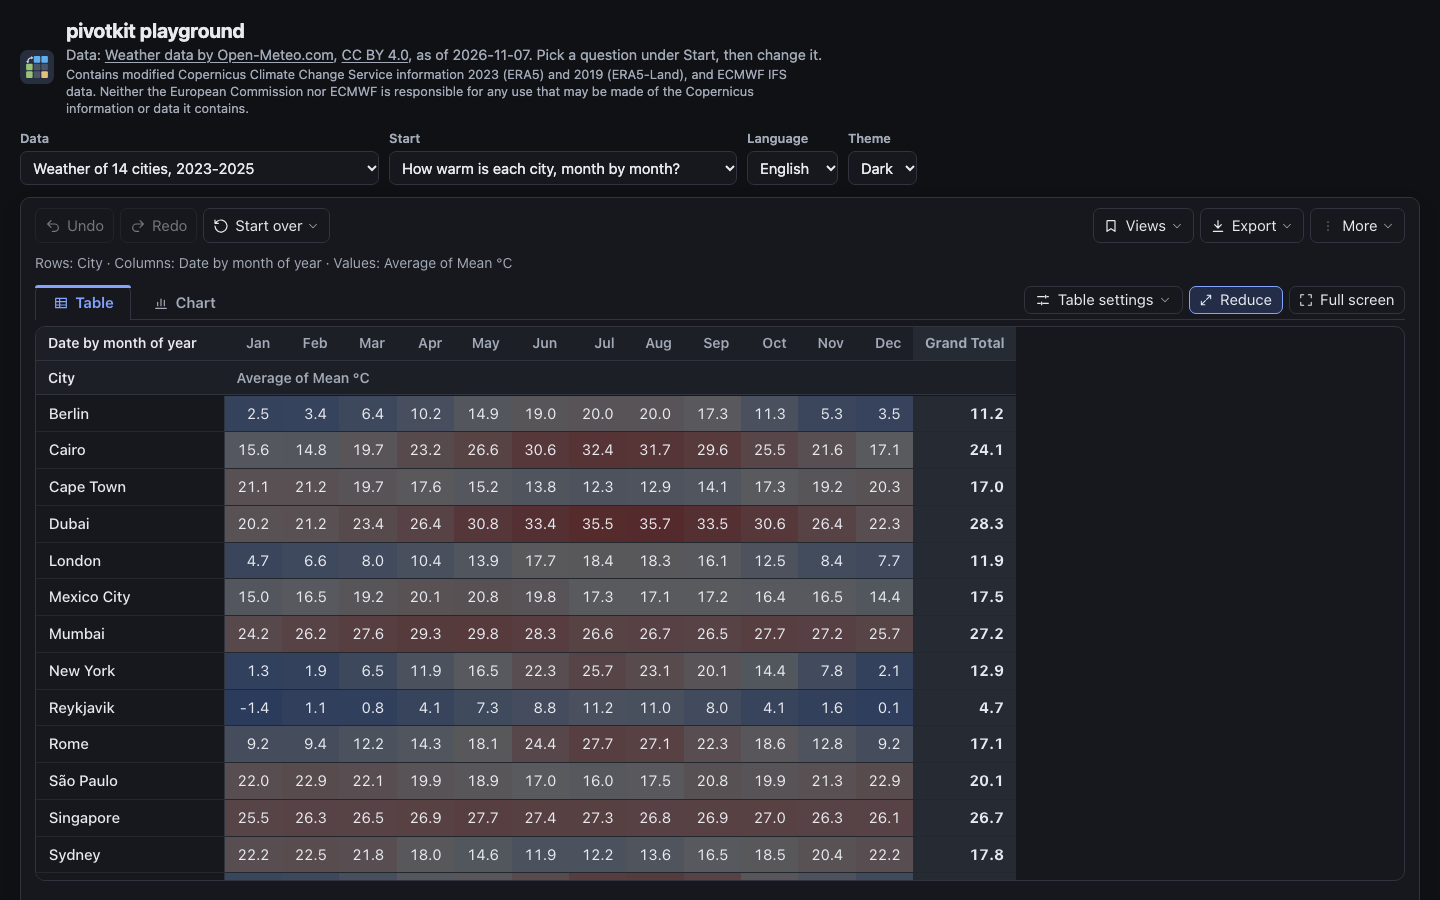 pivotkit playground
Data: Weather data by Open-Meteo.com, CC BY 4.0, as of 2026-11-07. Pick a question under Start, then change it.
Contains modified Copernicus Climate Change Service information 2023 (ERA5) and 2019 (ERA5-Land), and ECMWF IFS
data. Neither the European Commission nor ECMWF is responsible for any use that may be made of the Copernicus
information or data it contains.
Data Start Language Theme
Weather of 14 cities, 2023-2025 How warm is each city, month by month? English Dark
Undo Redo Start over Views Export More
Rows: City · Columns: Date by month of year · Values: Average of Mean °C
Table Chart Table settings Reduce Full screen
Date by month of year Jan Feb Mar Apr May Jun Jul Aug Sep Oct Nov Dec Grand Total
City Average of Mean °C
Berlin 2.5 3.4 6.4 10.2 14.9 19.0 20.0 20.0 17.3 11.3 5.3 3.5 11.2
Cairo 15.6 14.8 19.7 23.2 26.6 30.6 32.4 31.7 29.6 25.5 21.6 17.1 24.1
Cape Town 21.1 21.2 19.7 17.6 15.2 13.8 12.3 12.9 14.1 17.3 19.2 20.3 17.0
Dubai 20.2 21.2 23.4 26.4 30.8 33.4 35.5 35.7 33.5 30.6 26.4 22.3 28.3
London 4.7 6.6 8.0 10.4 13.9 17.7 18.4 18.3 16.1 12.5 8.4 7.7 11.9
Mexico City 15.0 16.5 19.2 20.1 20.8 19.8 17.3 17.1 17.2 16.4 16.5 14.4 17.5
Mumbai 24.2 26.2 27.6 29.3 29.8 28.3 26.6 26.7 26.5 27.7 27.2 25.7 27.2
New York 1.3 1.9 6.5 11.9 16.5 22.3 25.7 23.1 20.1 14.4 7.8 2.1 12.9
Reykjavik -1.4 1.1 0.8 4.1 7.3 8.8 11.2 11.0 8.0 4.1 1.6 0.1 4.7
Rome 9.2 9.4 12.2 14.3 18.1 24.4 27.7 27.1 22.3 18.6 12.8 9.2 17.1
São Paulo 22.0 22.9 22.1 19.9 18.9 17.0 16.0 17.5 20.8 19.9 21.3 22.9 20.1
Singapore 25.5 26.3 26.5 26.9 27.7 27.4 27.3 26.8 26.9 27.0 26.3 26.1 26.7
Sydney 22.2 22.5 21.8 18.0 14.6 11.9 12.2 13.6 16.5 18.5 20.4 22.2 17.8